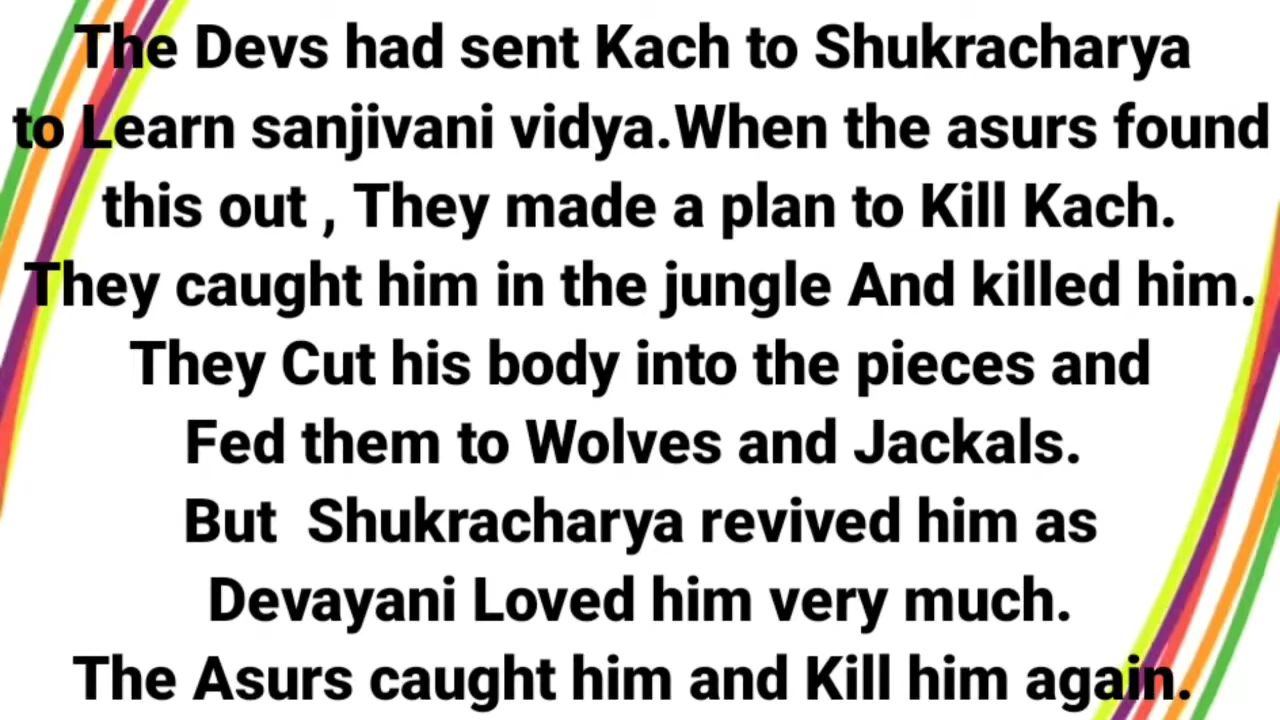 The Devs had sent Kach to Shukracharya
to Learn sanjivani vidya.When the asurs found
this out , They made a plan to Kill Kach.
They caught him in the jungle And killed him.
They Cut his body into the pieces and
Fed them to Wolves and Jackals.
But  Shukracharya revived him as
Devayani Loved him very much.
The Asurs caught him and Kill him again.